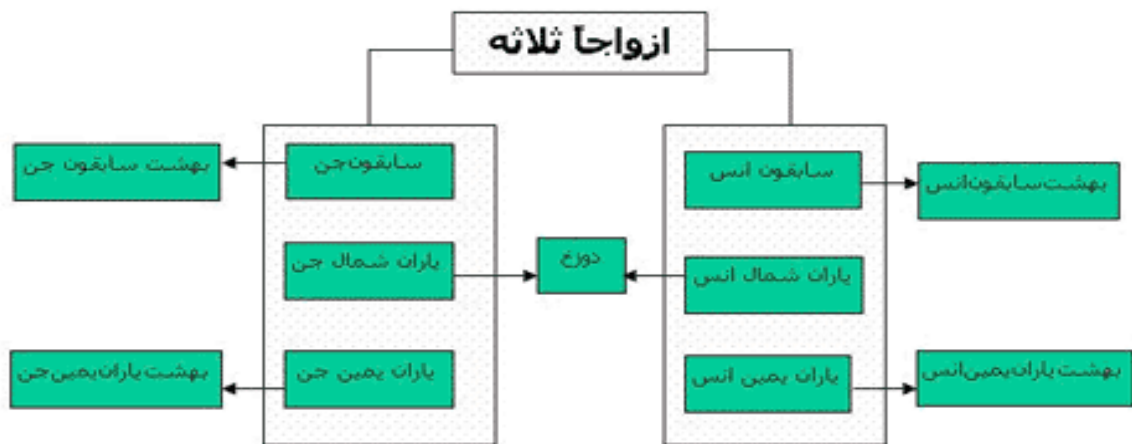 ازواجاً ثلاثه
سابقون انس
بهشت سابقون انس
یاران شمال انس
یاران یمین انس
بهشت یاران یمین انس
دوزخ
سابقون جن
بهشت سابقون جن
یاران شمال جن
یاران یمین جن
بهشت یاران یمین جن